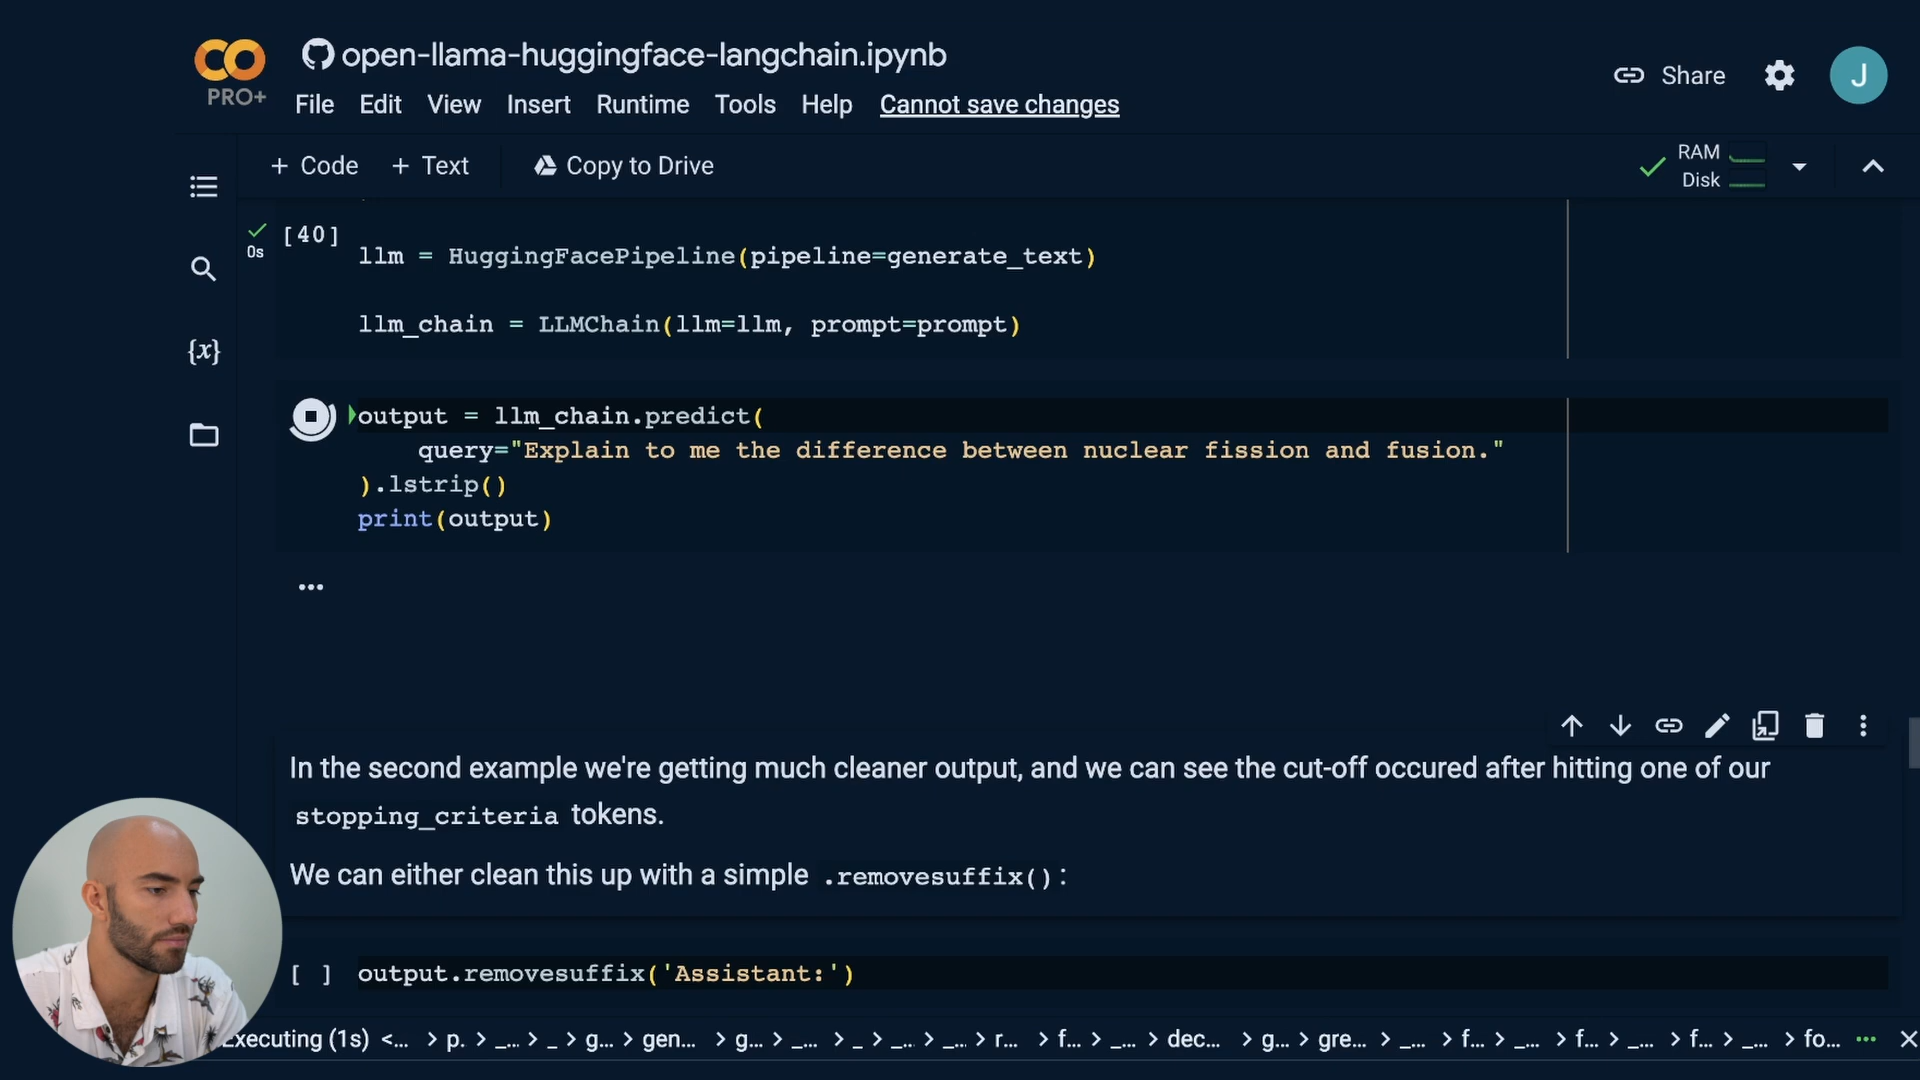 open-llama-huggingface-langchain.ipynb
PRO+
File Edit View Insert Runtime Tools Help Cannot save changes
Share
J
+ Code + Text Copy to Drive
RAM
Disk
0s
[40]
llm = HuggingFacePipeline(pipeline=generate_text)
llm_chain = LLMChain(llm=llm, prompt=prompt)
output = llm_chain.predict(
query="Explain to me the difference between nuclear fission and fusion."
).lstrip()
print(output)
...
In the second example we're getting much cleaner output, and we can see the cut-off occured after hitting one of our
stopping_criteria tokens.
We can either clean this up with a simple .removesuffix():
[ ] output.removesuffix('Assistant:')
Executing (1s) <... > p. > _... > _ > g... > gen... > g... > _... > _ > _... > _... > r... > f... > _... > dec... > g... > gre... > _... > f... > _... > f... > _... > f... > _... > fo... ...